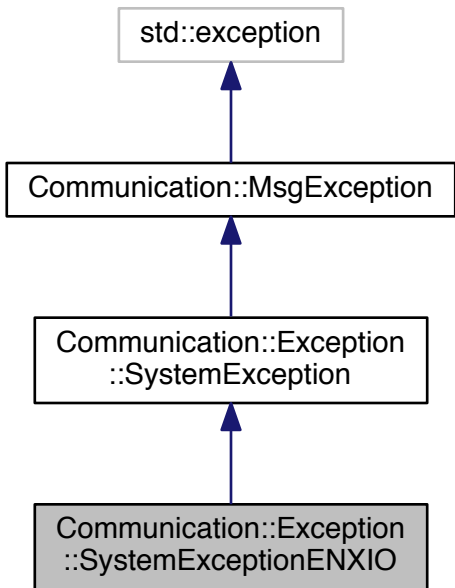 std::exception
Communication::MsgException
Communication::Exception
::SystemException
Communication::Exception
::SystemExceptionENXIO